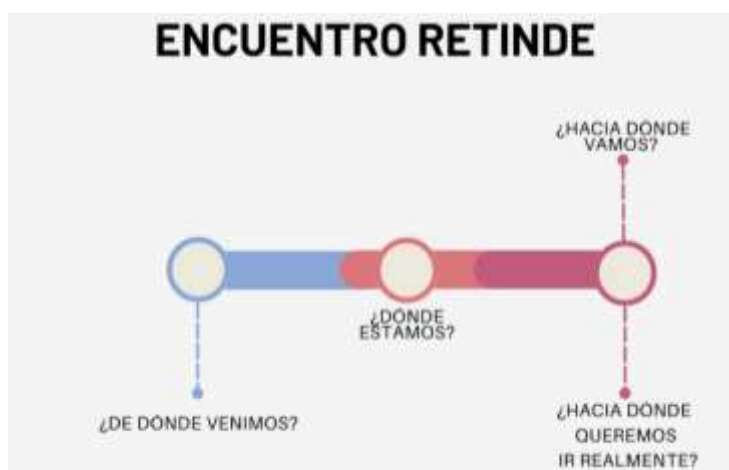 ENCUENTRO RETINDE
¿HACIA DÓNDE
VAMOS?
¿DÓNDE
ESTAMOS?
¿DE DÓNDE VENIMOS?
¿HACIA DÓNDE
QUEREMOS
IR REALMENTE?